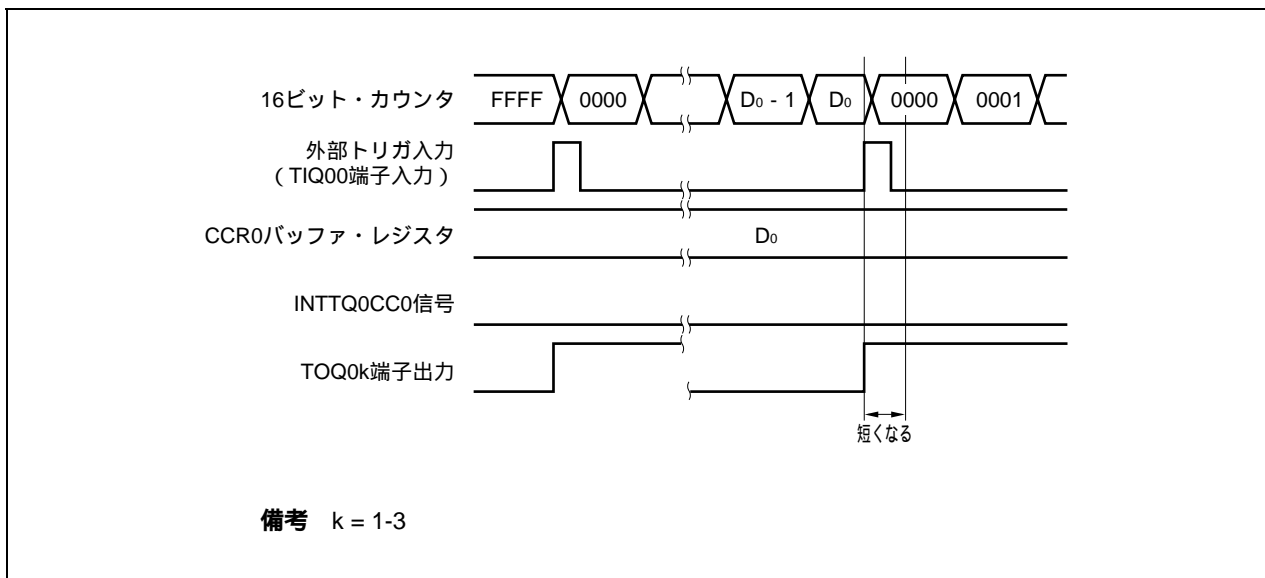 16ビット・カウンタ FFFF 0000 D0 - 1 D0 0000 0001
外部トリガ入力
(TIQ00端子入力)
CCR0バッファ・レジスタ D0
INTTQ0CC0信号
TOQ0k端子出力
短くなる
備考 k = 1-3